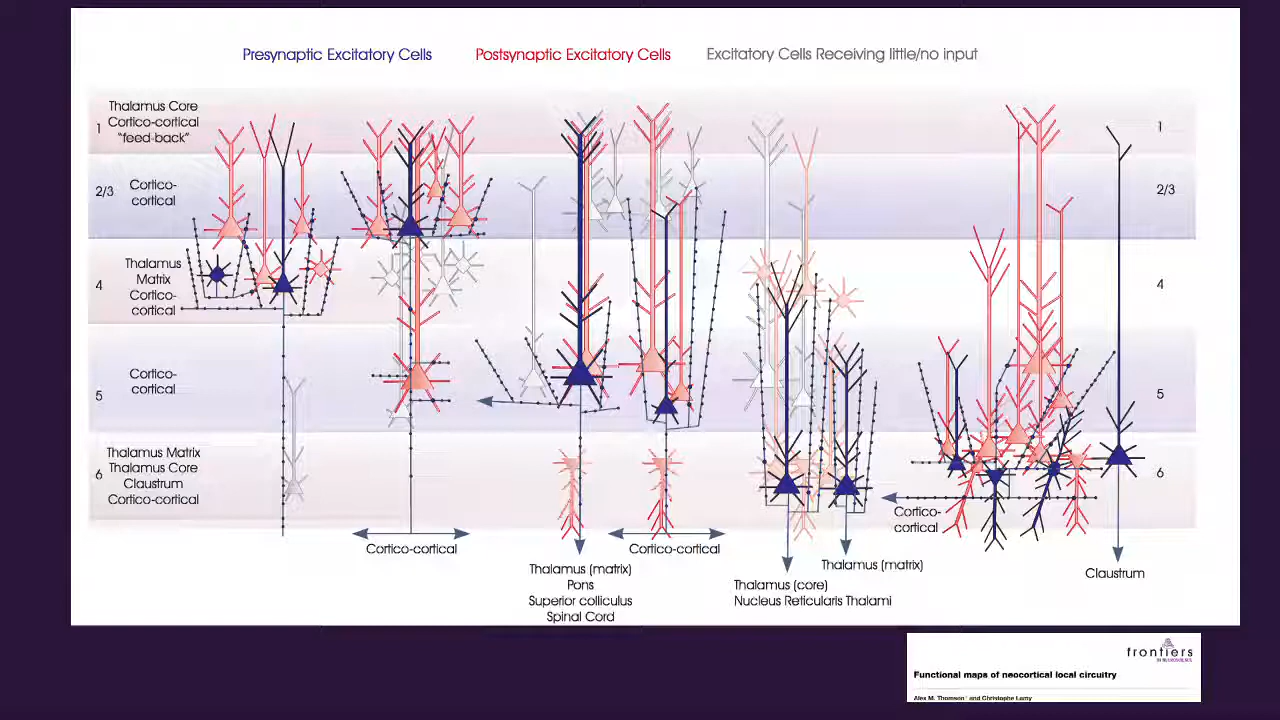 Presynaptic Excitatory Cells
Postsynaptic Excitatory Cells
Excitatory Cells Receiving little/no input
Thalamus Core
1 Cortico-cortical 1
"feed-back"
2/3 Cortico- 2/3
cortical
Thalamus
Matrix
4 Cortico- 4
cortical
Cortico-
cortical
5 5
Thalamus Matrix
Thalamus Core
6 Claustrum 6
Cortico-cortical
Cortico-cortical
Thalamus (matrix)
Pons
Superior colliculus
Spinal Cord
Cortico-cortical
Thalamus (core)
Nucleus Reticularis Thalami
Thalamus (matrix)
Cortico-
cortical
Claustrum
frontiers
Functional maps of neocortical local circuitry
Alex M. Thomson* and Christophe Lamy